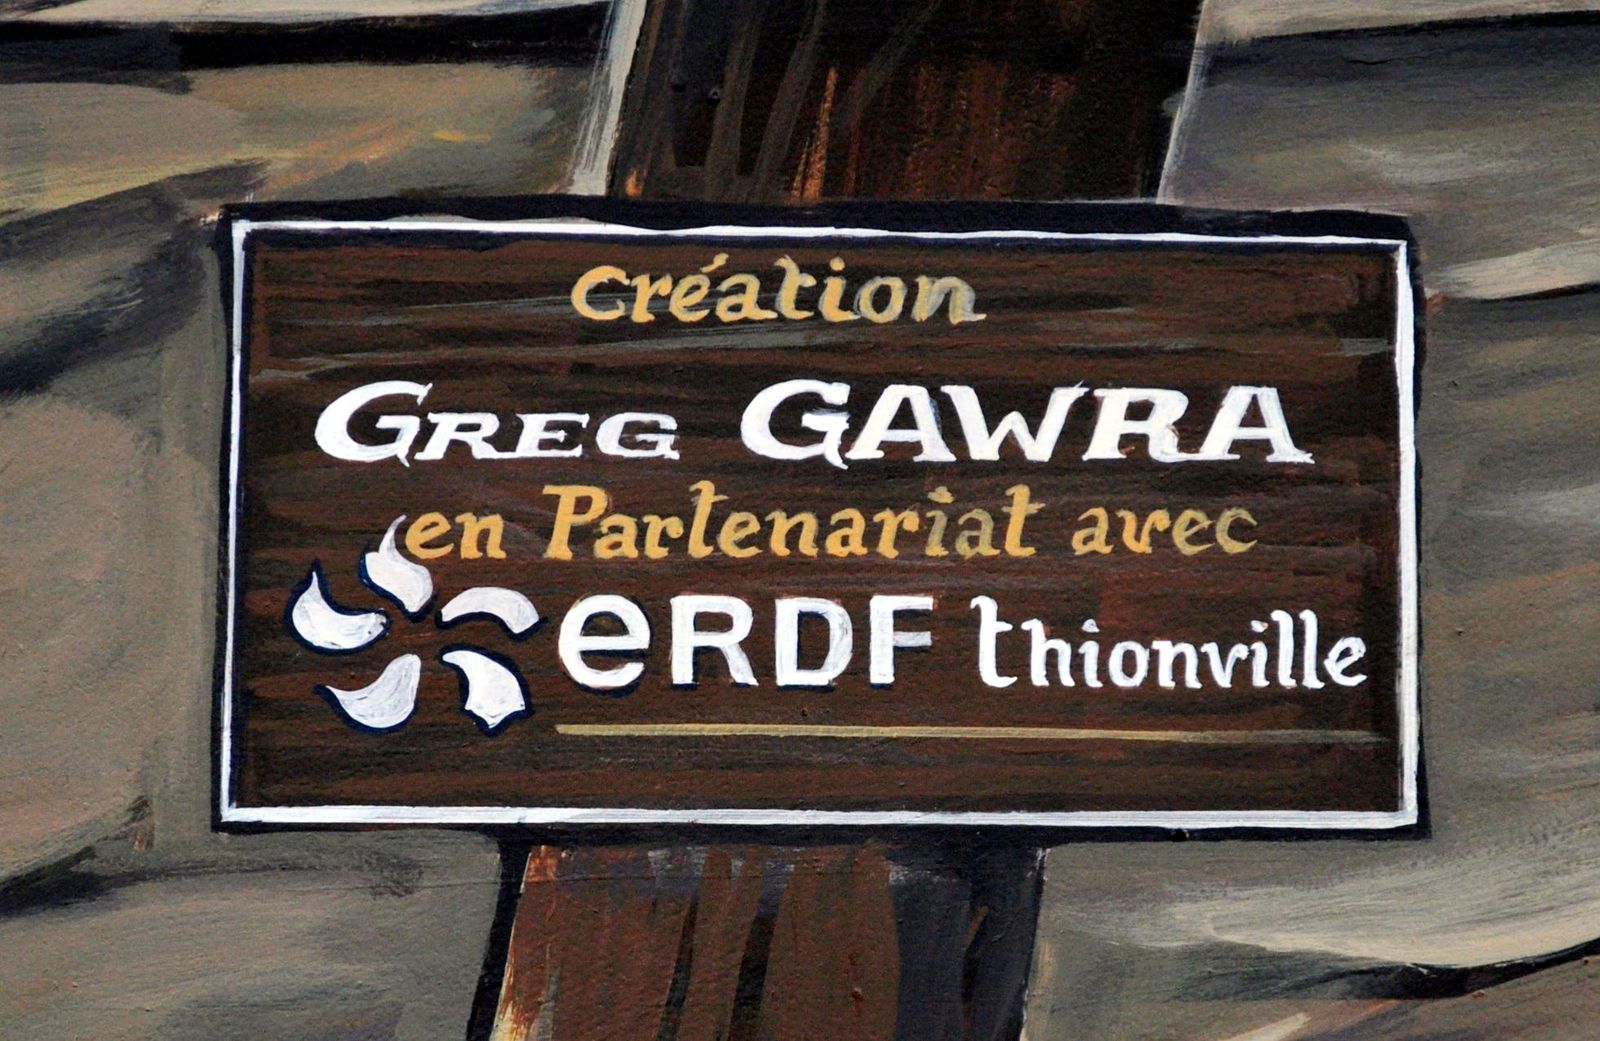 création
GREG GAWRA
en Partenariat avec
eRDF thionville